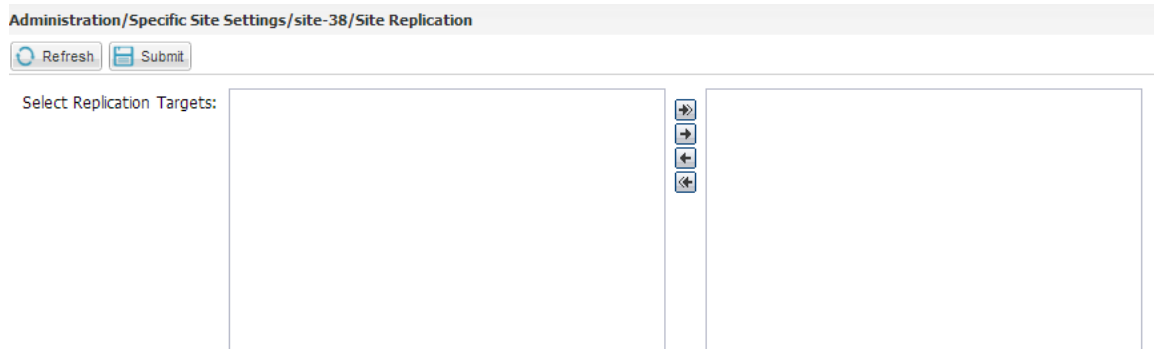 Administration/Specific Site Settings/site-38/Site Replication
Refresh Submit
Select Replication Targets: